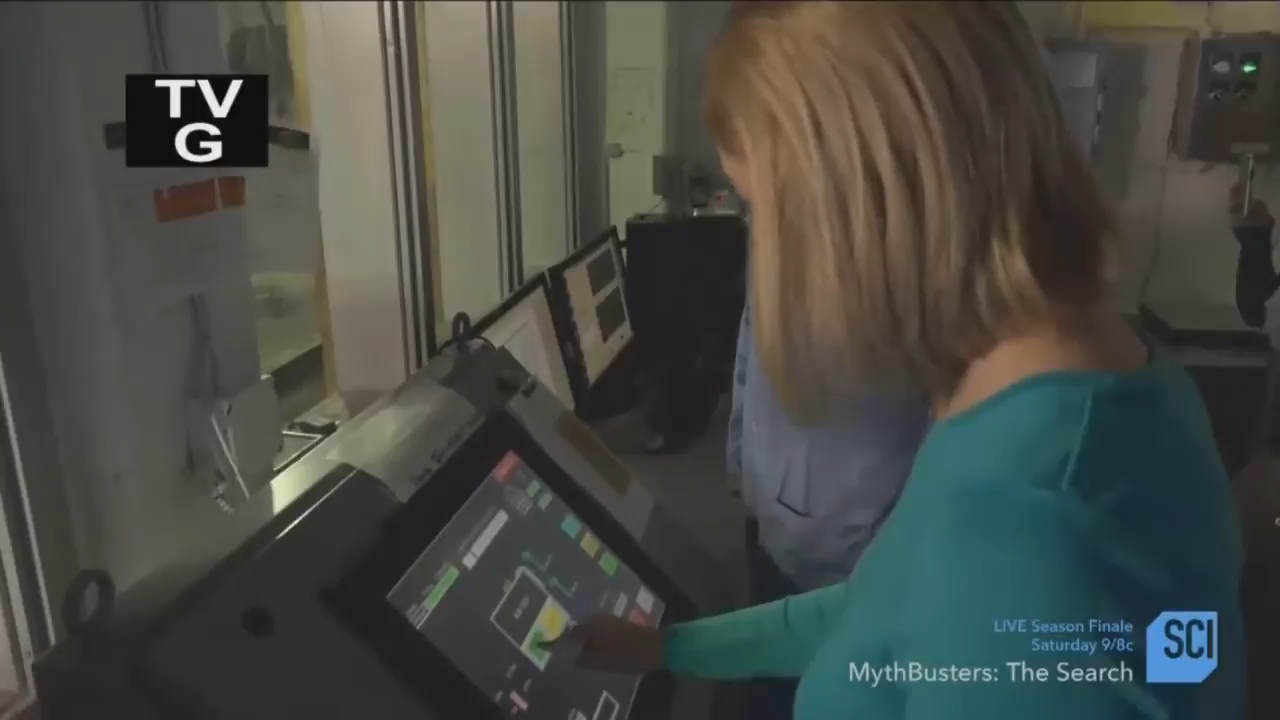 TV
G
LIVE Season Finale
Saturday 9/8c
MythBusters: The Search
SCI